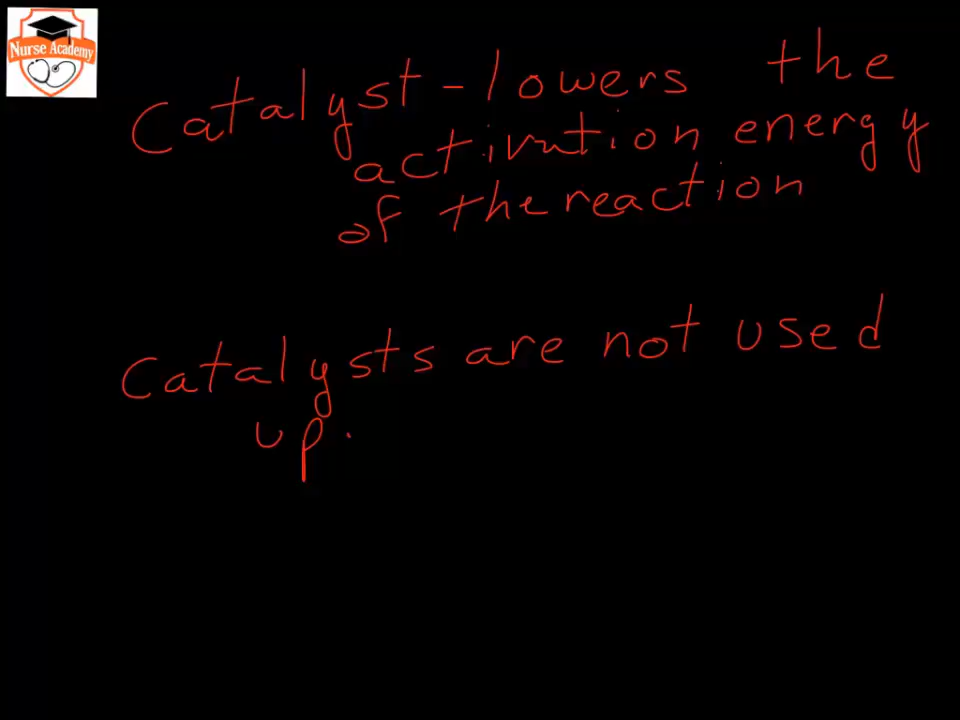 Nurse Academy
Catalyst - lowers the
activation energy
of the reaction
Catalysts are not used
up.